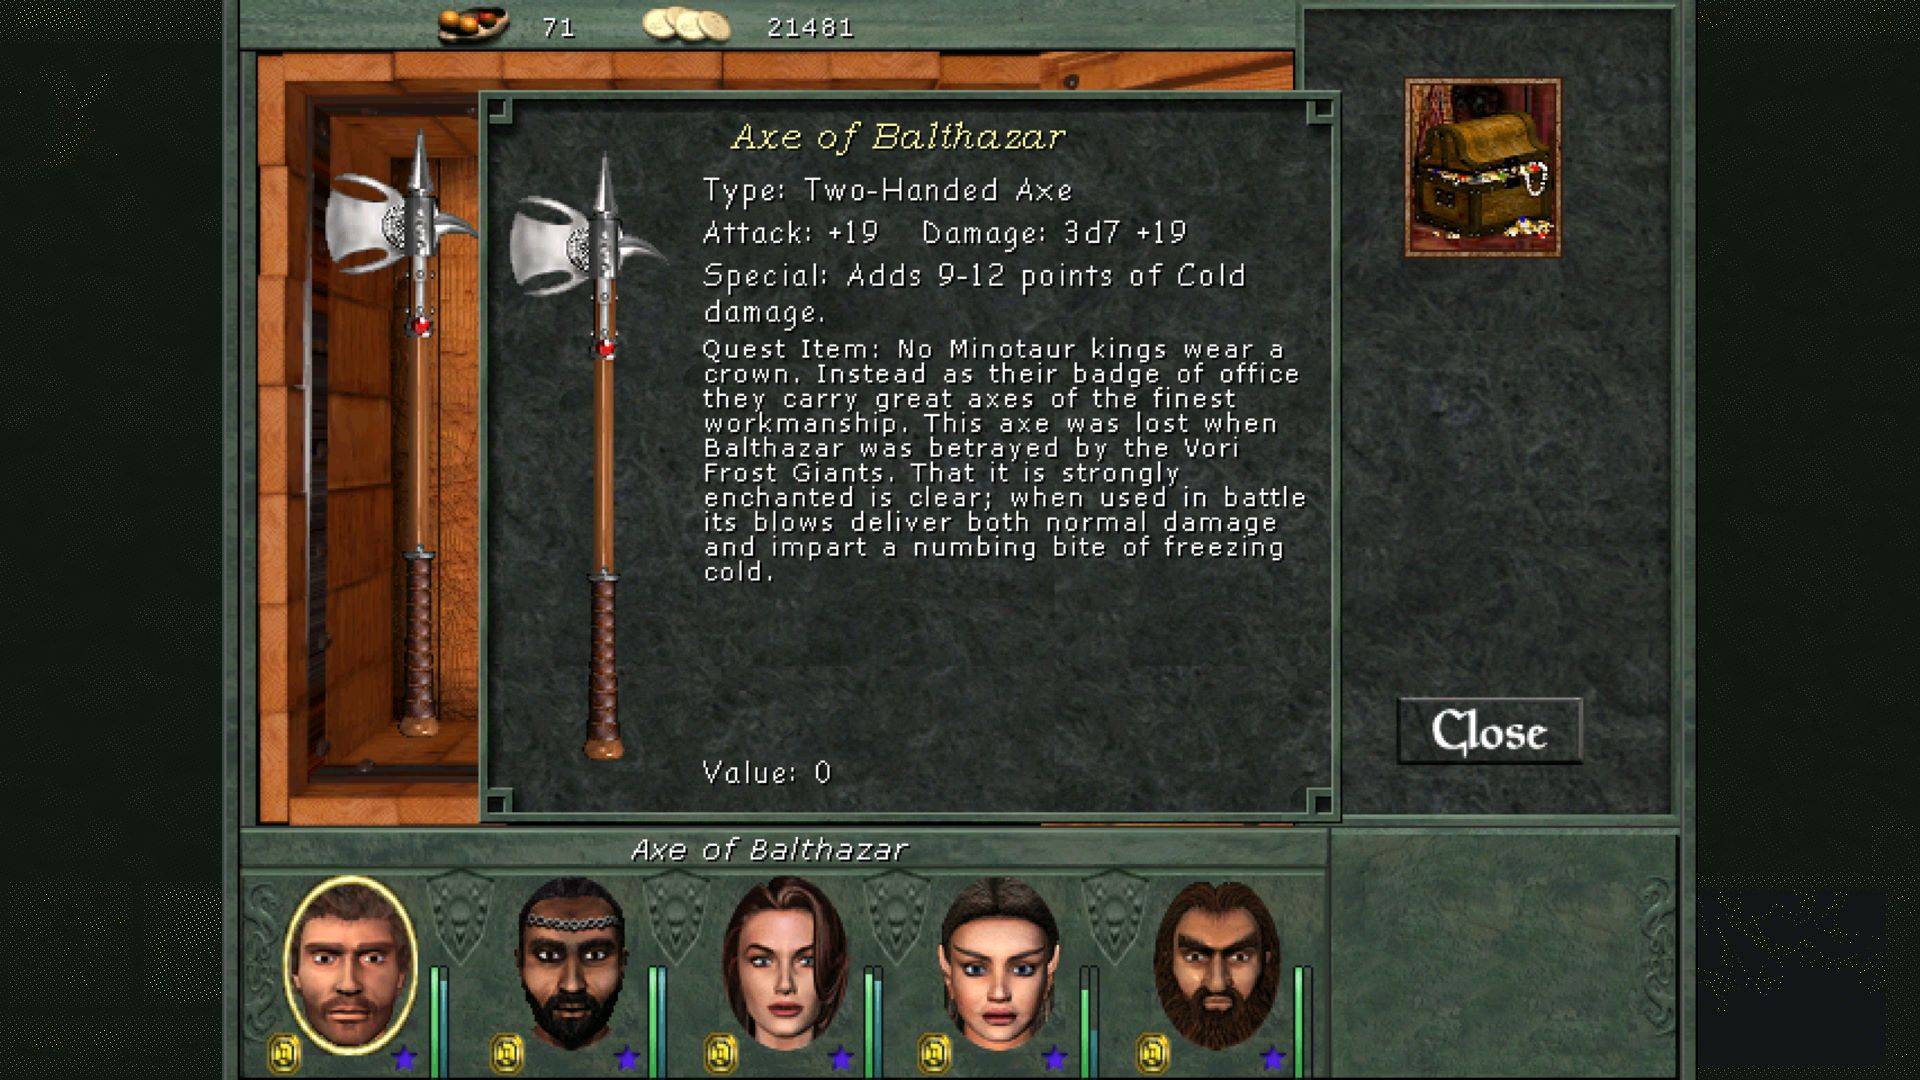 71 21481
Axe of Balthazar
Type: Two-Handed Axe
Attack: +19 Damage: 3d7 +19
Special: Adds 9-12 points of Cold
damage.
Quest Item: No Minotaur kings wear a
crown. Instead as their badge of office
they carry great axes of the finest
workmanship. This axe was lost when
Balthazar was betrayed by the Vori
Frost Giants. That it is strongly
enchanted is clear; when used in battle
its blows deliver both normal damage
and impart a numbing bite of freezing
cold.
Value: 0
Close
Axe of Balthazar